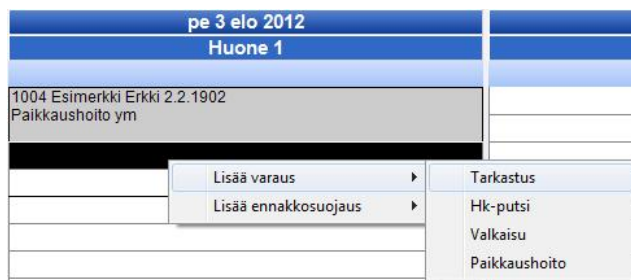 pe 3 elo 2012
Huone 1
1004 Esimerkki Erkki 2.2.1902
Paikkaushoito ym
Lisää varaus
Lisää ennakkosuojaus
Tarkastus
Hk-putsi
Valkaisu
Paikkaushoito